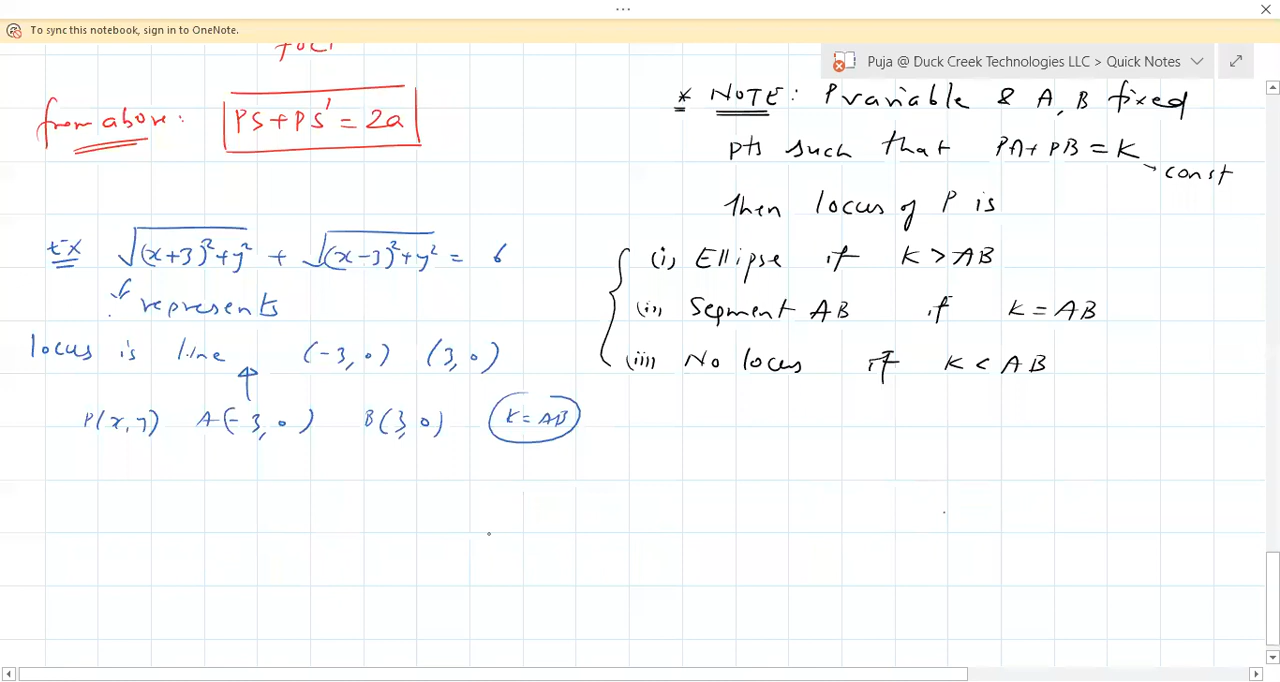 ...
To sync this notebook, sign in to OneNote.
foci
Puja @ Duck Creek Technologies LLC > Quick Notes
from above: PS + PS' = 2a
* NOTE: P variable & A, B fixed
pts such that PA + PB = K → const
then locus of P is
(i) Ellipse if K > AB
(ii) Segment AB if K = AB
(iii) No locus if K < AB
EX √((x+3)²+y²) + √((x-3)²+y²) = 6
represents
locus is line (-3, 0) (3, 0)
P(x, y) A(-3, 0) B(3, 0) K = AB